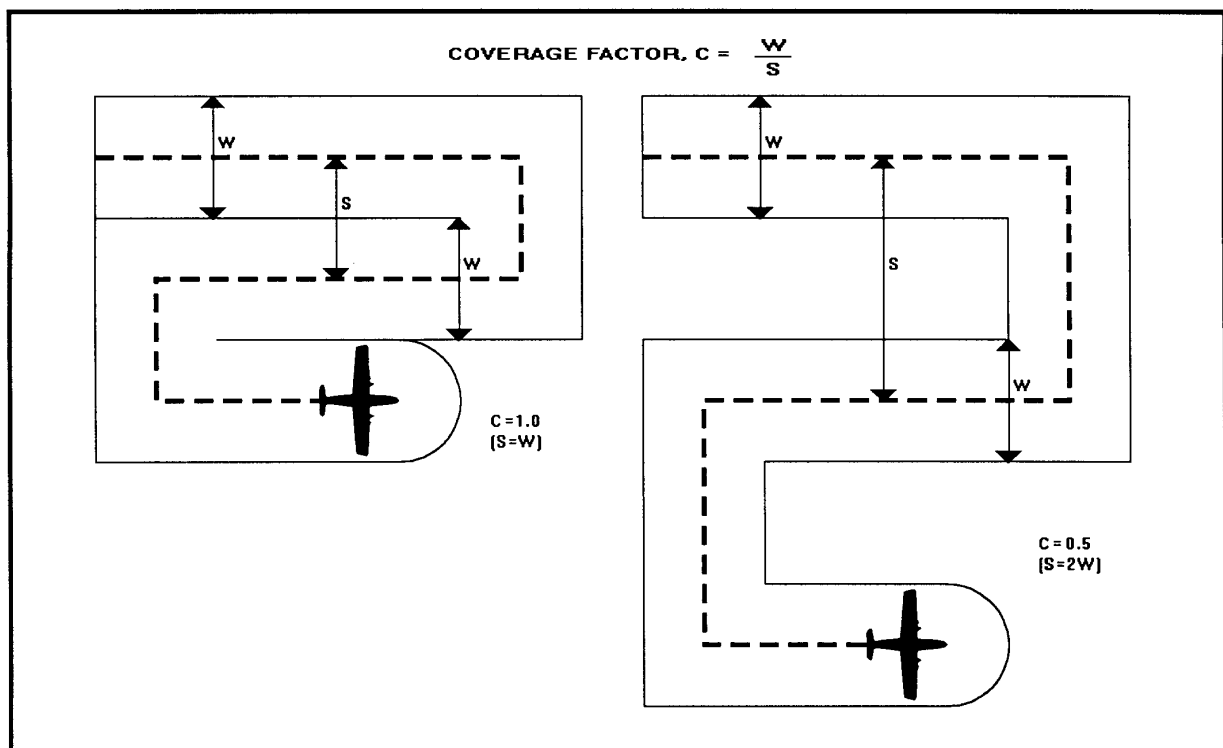 COVERAGE FACTOR, C = W
S
W
S
W
C=1.0
(S=W)
W
S
W
C=0.5
(S=2W)